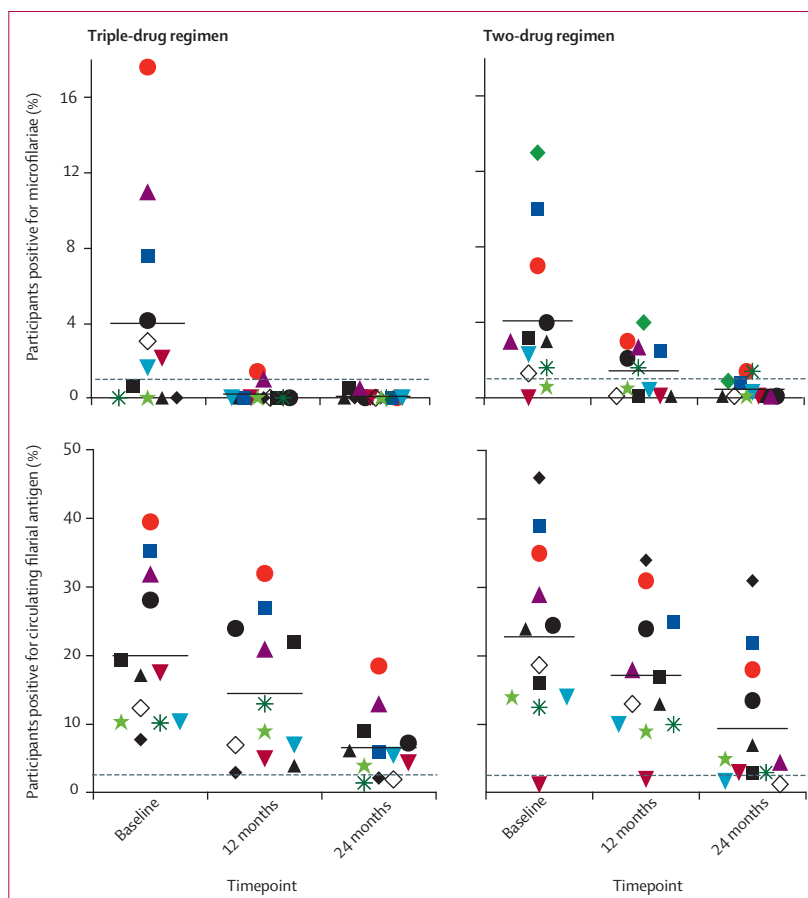 Triple-drug regimen
Two-drug regimen
Participants positive for microfilariae (%)
16
12
8
4
0
Participants positive for circulating filarial antigen (%)
50
40
30
20
10
0
Baseline
12 months
24 months
Timepoint
Baseline
12 months
24 months
Timepoint